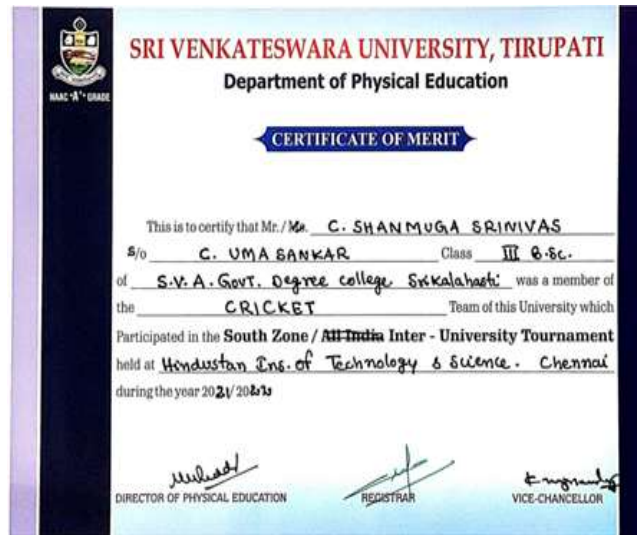 SRI VENKATESWARA UNIVERSITY, TIRUPATI
Department of Physical Education
NAAC "A+" GRADE
CERTIFICATE OF MERIT
This is to certify that Mr./Ms. C. SHANMUGA SRINIVAS
S/o C. UMA SANKAR Class III B.Sc.
of S.V.A. GOVT. Degree college Srikalahasti was a member of
the CRICKET Team of this University which
Participated in the South Zone / All India Inter - University Tournament
held at Hindustan Ins. of Technology & Science. Chennai
during the year 2021/2022
DIRECTOR OF PHYSICAL EDUCATION REGISTRAR VICE-CHANCELLOR